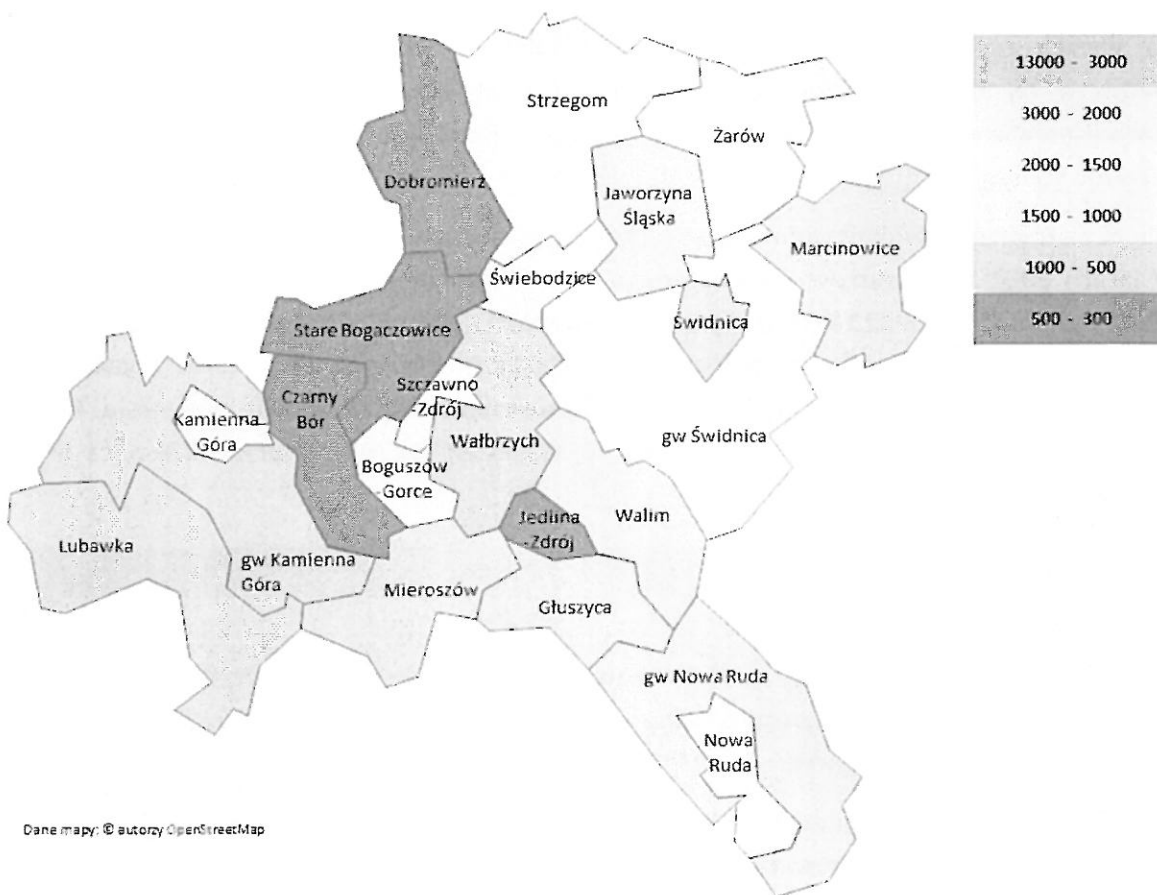 13000 - 3000
3000 - 2000
2000 - 1500
1500 - 1000
1000 - 500
500 - 300
Strzegom
Żarów
Dobromierz
Jaworzyna
Śląska
Marcinowice
Świebodzice
Stare Bogaczowice
Świdnica
Szczawno
-Zdrój
Czarny
Bór
Kamienna
Góra
Wałbrzych
gw Świdnica
Boguszów
-Gorce
Jedlina
-Zdrój
Walim
Lubawka
gw Kamienna
Góra
Mieroszów
Głuszyca
gw Nowa Ruda
Nowa
Ruda
Dane mapy: © autorzy OpenStreetMap